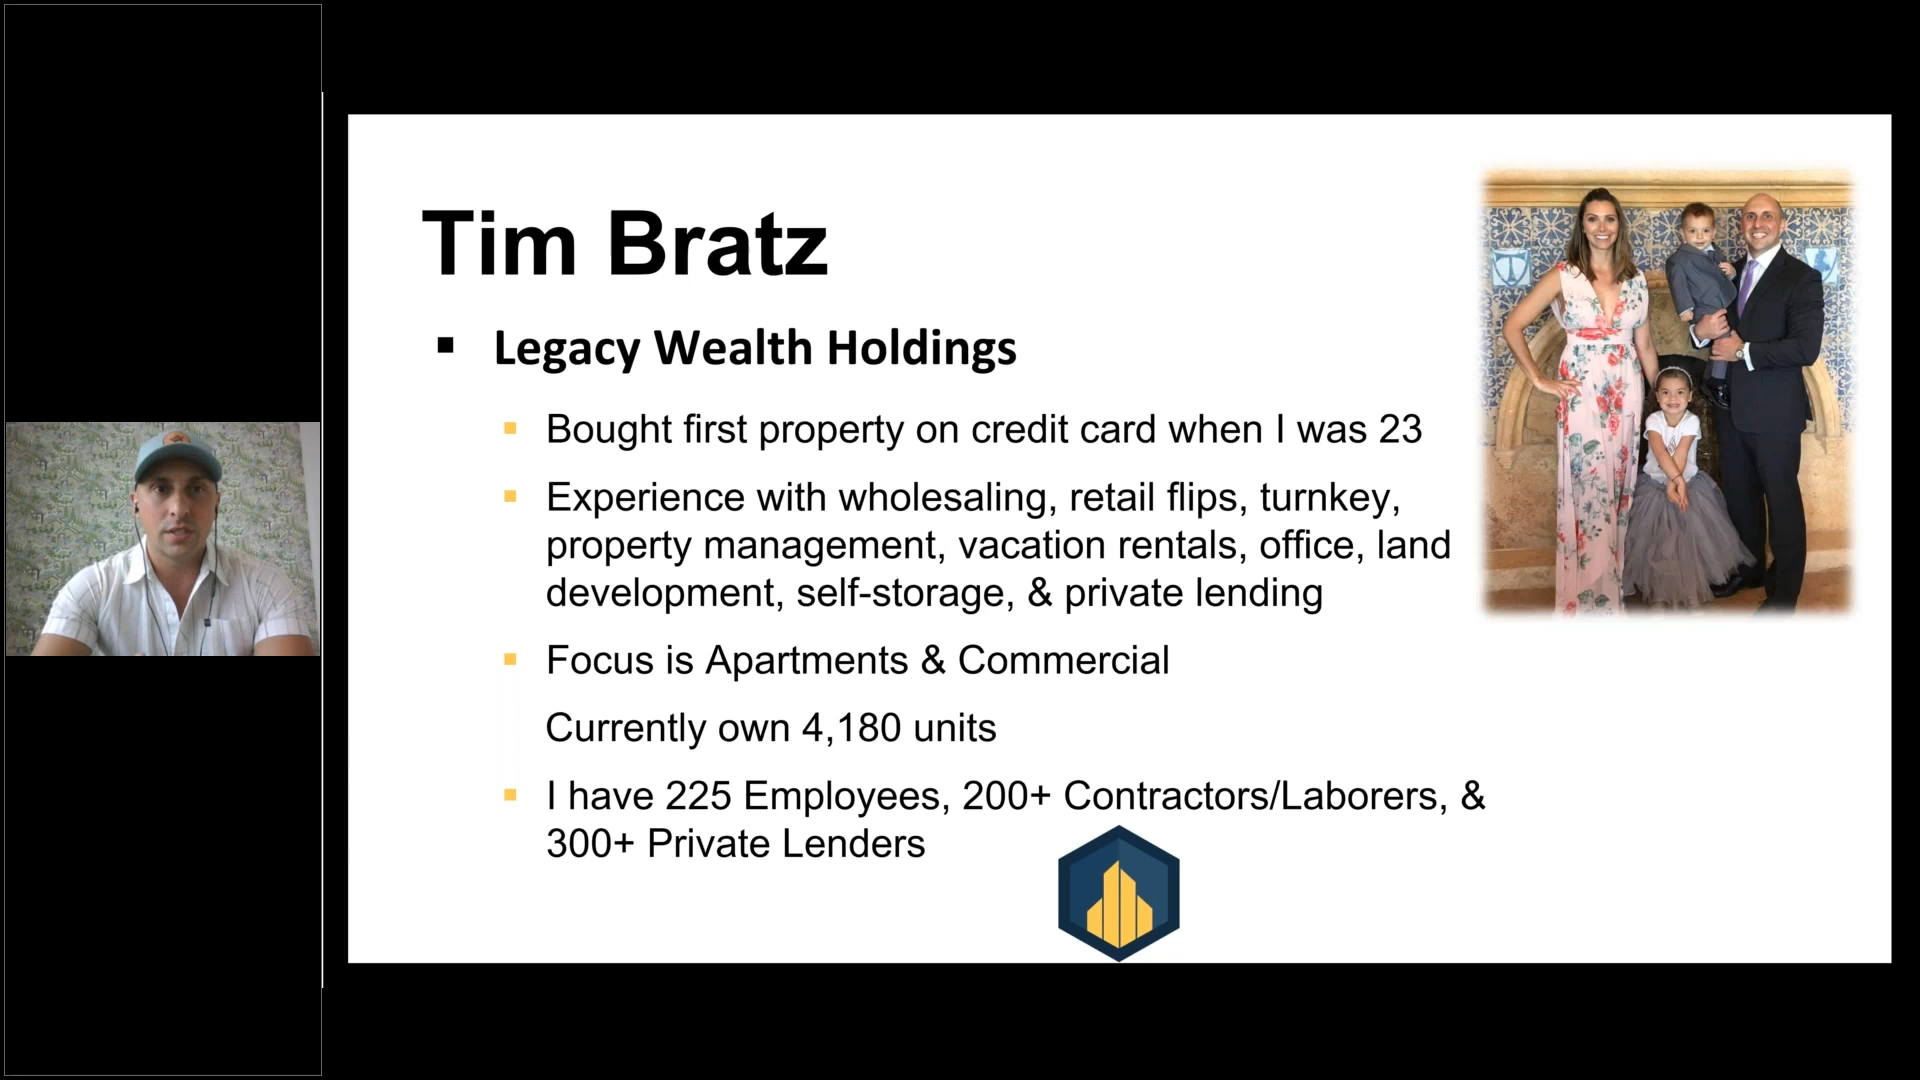 Tim Bratz
Legacy Wealth Holdings
Bought first property on credit card when I was 23
Experience with wholesaling, retail flips, turnkey,
property management, vacation rentals, office, land
development, self-storage, & private lending
Focus is Apartments & Commercial
Currently own 4,180 units
I have 225 Employees, 200+ Contractors/Laborers, &
300+ Private Lenders